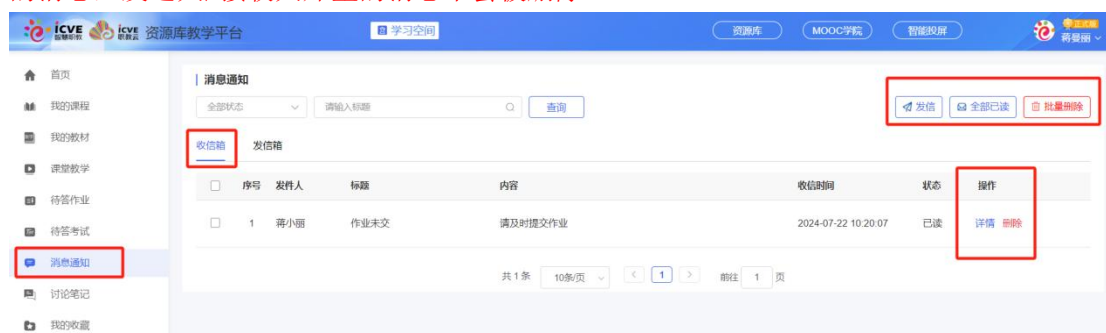 icve 智慧职教 icve 职教云 资源库教学平台 学习空间 资源库 MOOC学院 智能投屏 正式版
蒋曼丽
首页
我的课程
我的教材
课堂教学
待答作业
待答考试
消息通知
讨论笔记
我的收藏
消息通知
全部状态 请输入标题 查询 发信 全部已读 批量删除
收信箱 发信箱
序号 发件人 标题 内容 收信时间 状态 操作
1 蒋小丽 作业未交 请及时提交作业 2024-07-22 10:20:07 已读 详情 删除
共 1 条 10条/页 1 前往 1 页